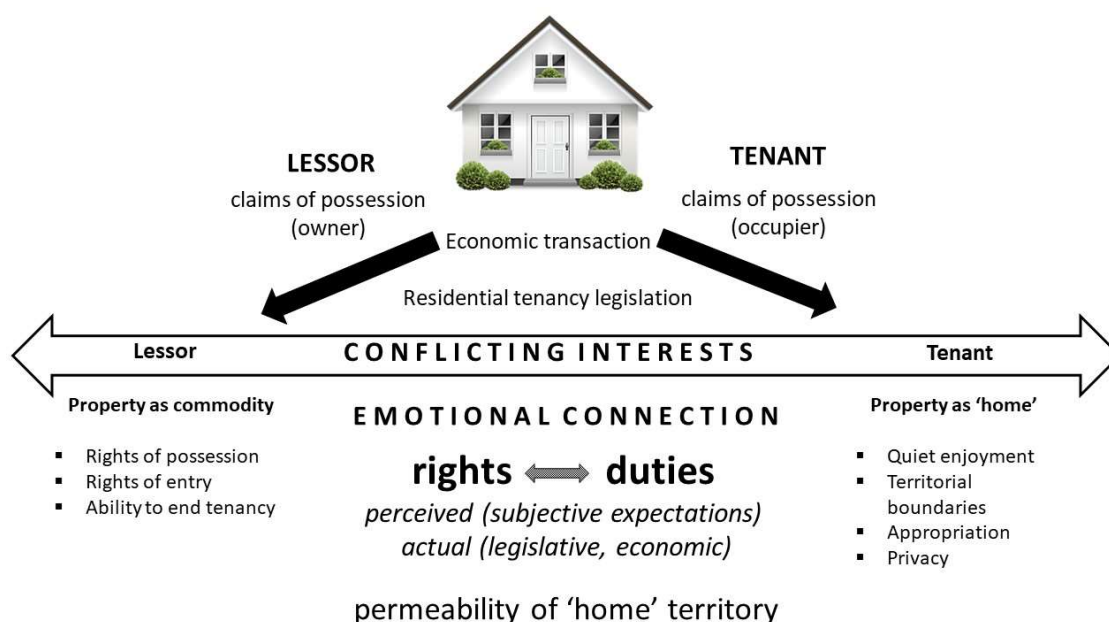 LESSOR
claims of possession
(owner)
TENANT
claims of possession
(occupier)
Economic transaction
Residential tenancy legislation
Lessor
CONFLICTING INTERESTS
Tenant
Property as commodity
▪ Rights of possession
▪ Rights of entry
▪ Ability to end tenancy
EMOTIONAL CONNECTION
rights duties
perceived (subjective expectations)
actual (legislative, economic)
permeability of ‘home’ territory
Property as ‘home’
▪ Quiet enjoyment
▪ Territorial
boundaries
▪ Appropriation
▪ Privacy